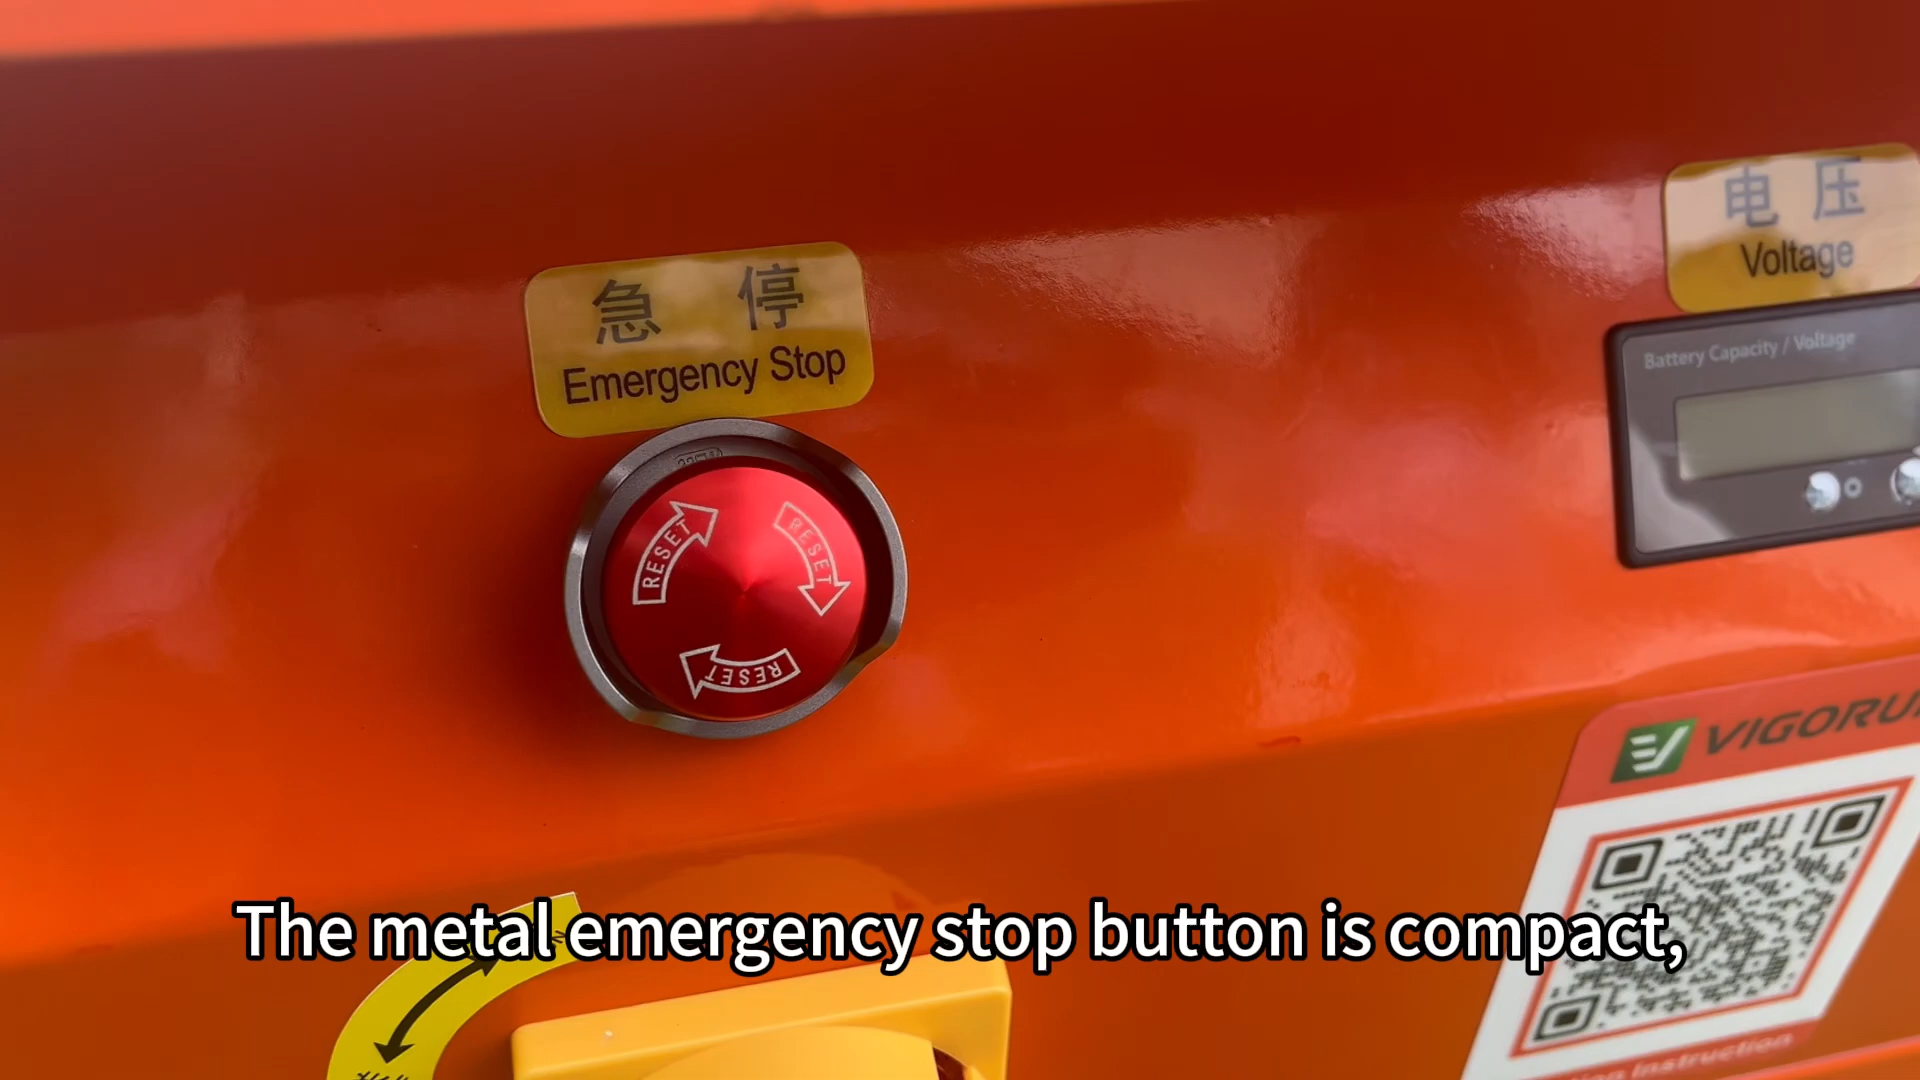 急 停
Emergency Stop
RESET
RESET
RESET
电 压
Voltage
Battery Capacity / Voltage
VIGORU
Instruction
The metal emergency stop button is compact,